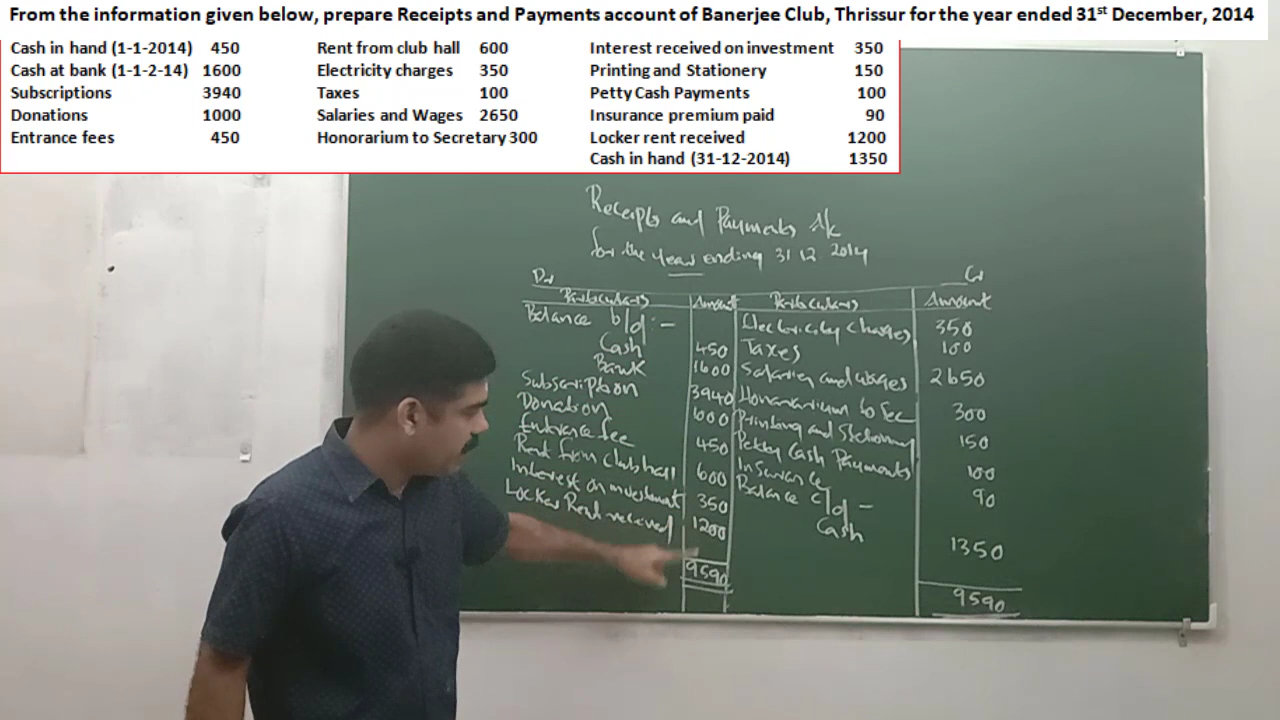 From the information given below, prepare Receipts and Payments account of Banerjee Club, Thrissur for the year ended 31st December, 2014
Cash in hand (1-1-2014) 450 Rent from club hall 600 Interest received on investment 350
Cash at bank (1-1-2-14) 1600 Electricity charges 350 Printing and Stationery 150
Subscriptions 3940 Taxes 100 Petty Cash Payments 100
Donations 1000 Salaries and Wages 2650 Insurance premium paid 90
Entrance fees 450 Honorarium to Secretary 300 Locker rent received 1200
Cash in hand (31-12-2014) 1350
Receipts and Payments A/c
for the year ending 31 12 2014
Dr Cr
Particulars Amount Particulars Amount
Balance b/d :- Electricity Charges 350
Cash 450 Taxes 100
Bank 1600 Salaries and wages 2650
Subscription 3940 Honorarium to Sec 300
Donation 1000 Printing and Stationery 150
Entrance fee 450 Petty Cash Payments 100
Rent from club hall 600 Insurance 90
Interest on investment 350 Balance c/d -
Locker Rent received 1200 Cash 1350
9590 9590